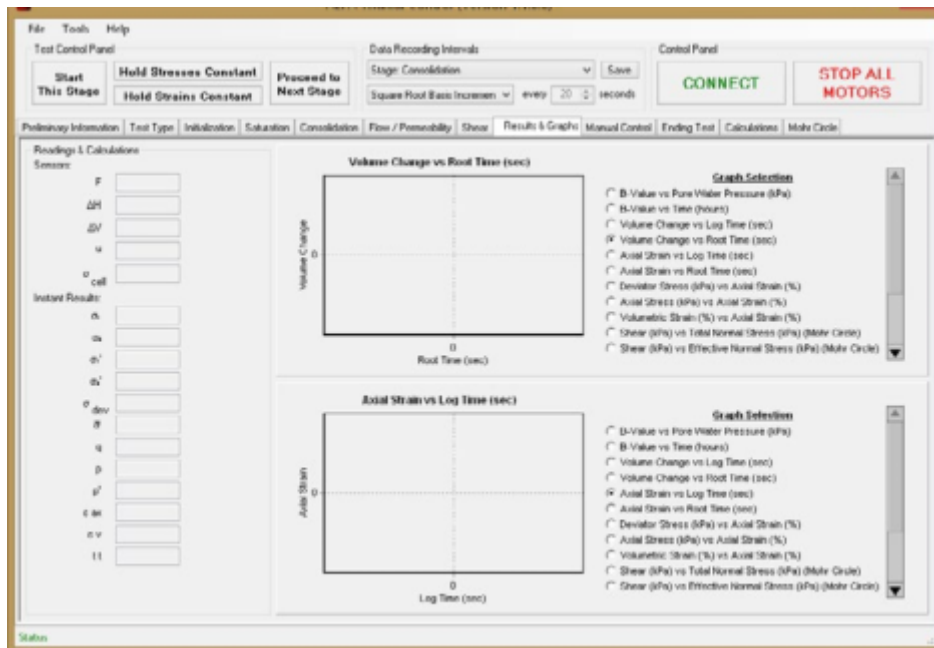 File Tools Help
Test Control Panel
Data Recording Intervals
Control Panel
Start This Stage
Hold Stresses Constant
Hold Strains Constant
Proceed to Next Stage
Stage: Consolidation
Save
Square Root Basis Incremen every 20 seconds
CONNECT
STOP ALL MOTORS
Preliminary Information Test Type Initialization Saturation Consolidation Flow / Permeability Shear Results & Graphs Manual Control Ending Test Calculations Mohr Circle
Readings & Calculations
Sensors:
F
ΔH
ΔV
u
σ cell
Instant Results:
σ dev
q
p
p'
Volume Change vs Root Time (sec)
Volume Change
0
0
Root Time (sec)
Graph Selection
B-Value vs Pore Water Pressure (kPa)
B-Value vs Time (hours)
Volume Change vs Log Time (sec)
Volume Change vs Root Time (sec)
Axial Strain vs Log Time (sec)
Axial Strain vs Root Time (sec)
Deviator Stress (kPa) vs Axial Strain (%)
Axial Stress (kPa) vs Axial Strain (%)
Volumetric Strain (%) vs Axial Strain (%)
Shear (kPa) vs Total Normal Stress (kPa) (Mohr Circle)
Shear (kPa) vs Effective Normal Stress (kPa) (Mohr Circle)
Axial Strain vs Log Time (sec)
Axial Strain
0
0
Log Time (sec)
Graph Selection
B-Value vs Pore Water Pressure (kPa)
B-Value vs Time (hours)
Volume Change vs Log Time (sec)
Volume Change vs Root Time (sec)
Axial Strain vs Log Time (sec)
Axial Strain vs Root Time (sec)
Deviator Stress (kPa) vs Axial Strain (%)
Axial Stress (kPa) vs Axial Strain (%)
Volumetric Strain (%) vs Axial Strain (%)
Shear (kPa) vs Total Normal Stress (kPa) (Mohr Circle)
Shear (kPa) vs Effective Normal Stress (kPa) (Mohr Circle)
Status